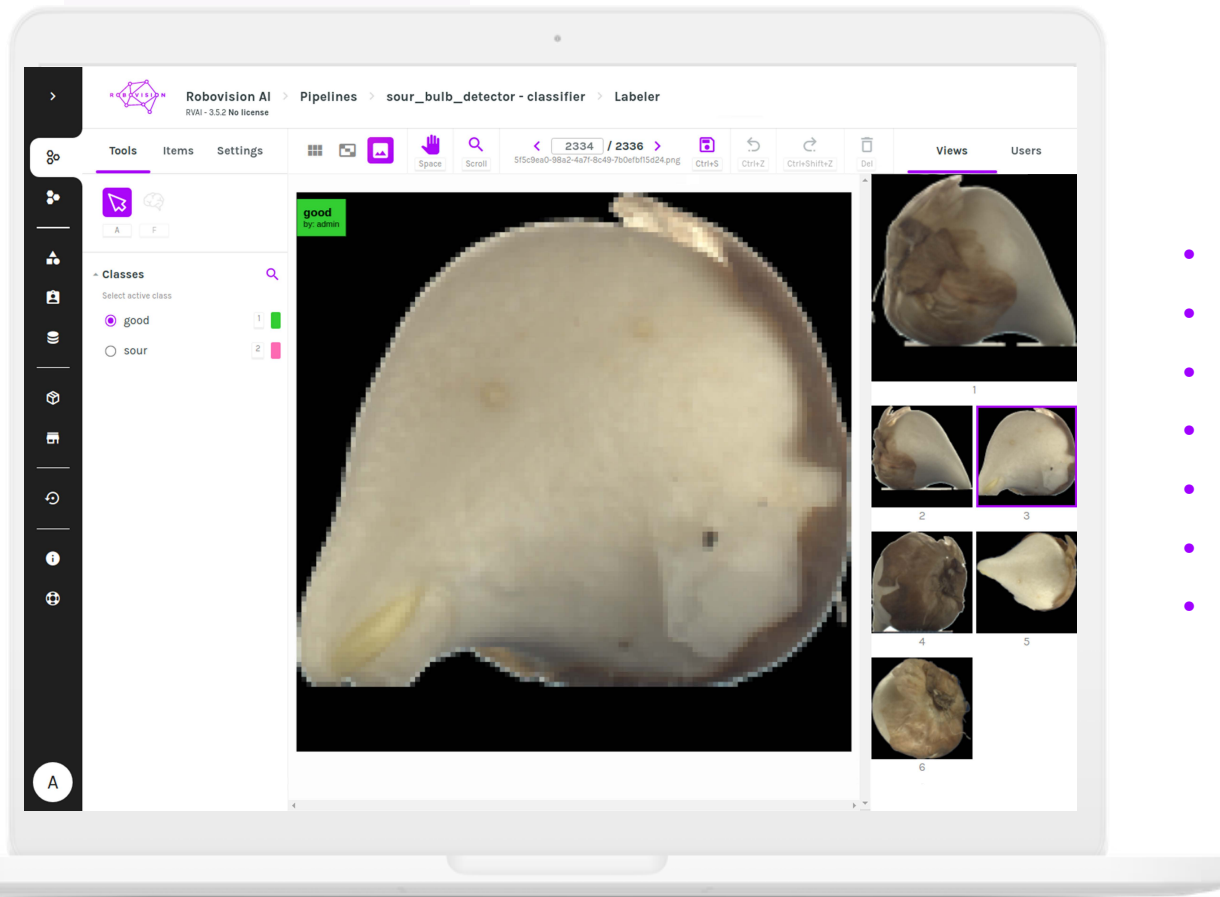 ROBOVISION
Robovision AI > Pipelines > sour_bulb_detector - classifier > Labeler
RVAI - 3.5.2 No license
Tools Items Settings
Space
Scroll
2334 / 2336
5f5c9ea0-98a2-4a7f-8c49-7b0efbf15d24.png
Ctrl+S
Ctrl+Z
Ctrl+Shift+Z
Del
Views Users
A F
Classes
Select active class
good 1
sour 2
good
by: admin
1
2 3
4 5
6
A